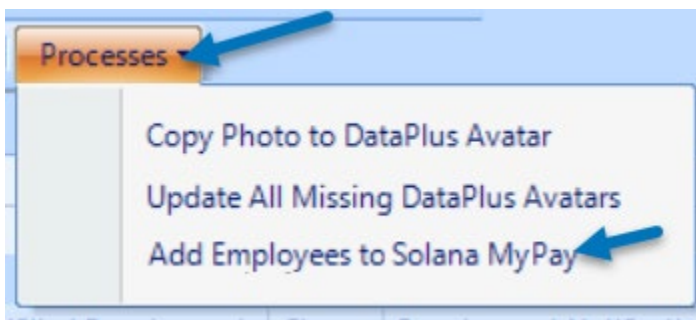 Processes
Copy Photo to DataPlus Avatar
Update All Missing DataPlus Avatars
Add Employees to Solana MyPay